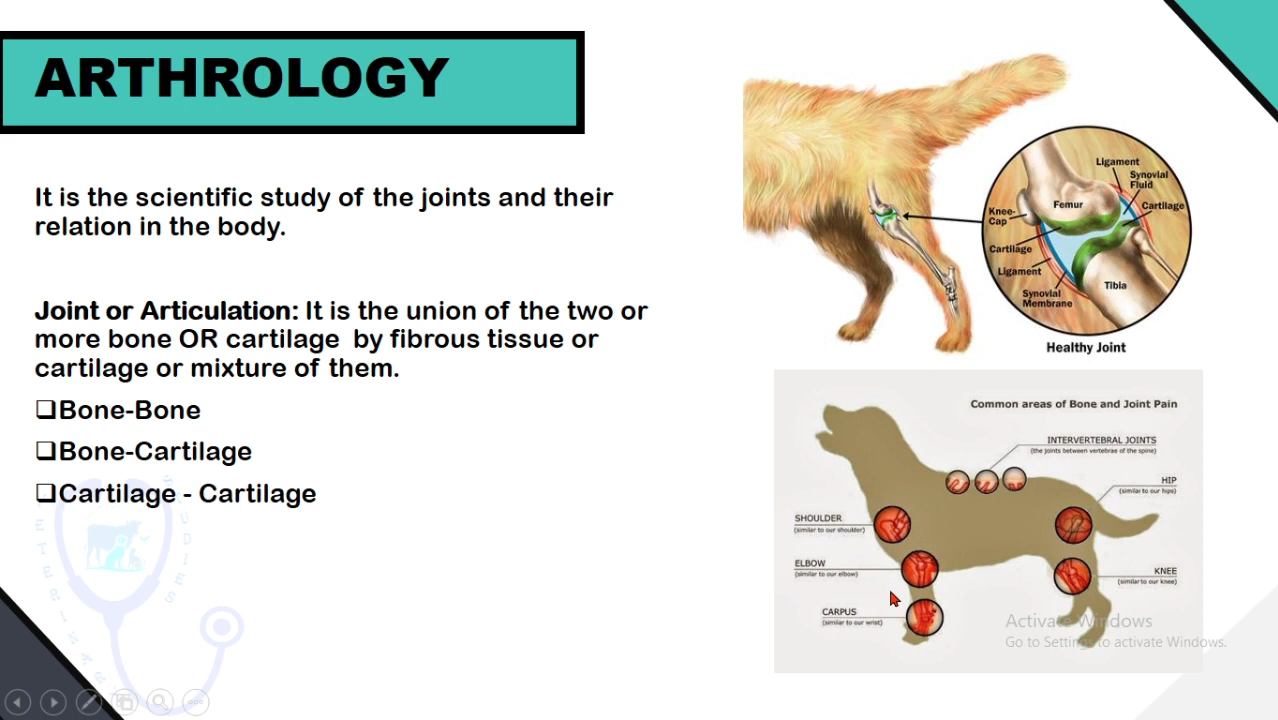 ARTHROLOGY
It is the scientific study of the joints and their
relation in the body.
Joint or Articulation: It is the union of the two or
more bone OR cartilage by fibrous tissue or
cartilage or mixture of them.
❑Bone-Bone
❑Bone-Cartilage
❑Cartilage - Cartilage
Ligament
Synovial
Fluid
Cartilage
Femur
Knee-
Cap
Cartilage
Ligament
Synovial
Membrane
Tibia
Healthy Joint
Common areas of Bone and Joint Pain
INTERVERTEBRAL JOINTS
(the joints between vertebrae of the spine)
HIP
(similar to our hips)
SHOULDER
(similar to our shoulder)
ELBOW
(similar to our elbow)
KNEE
(similar to our knee)
CARPUS
(similar to our wrist)
Activate Windows
Go to Settings to activate Windows.